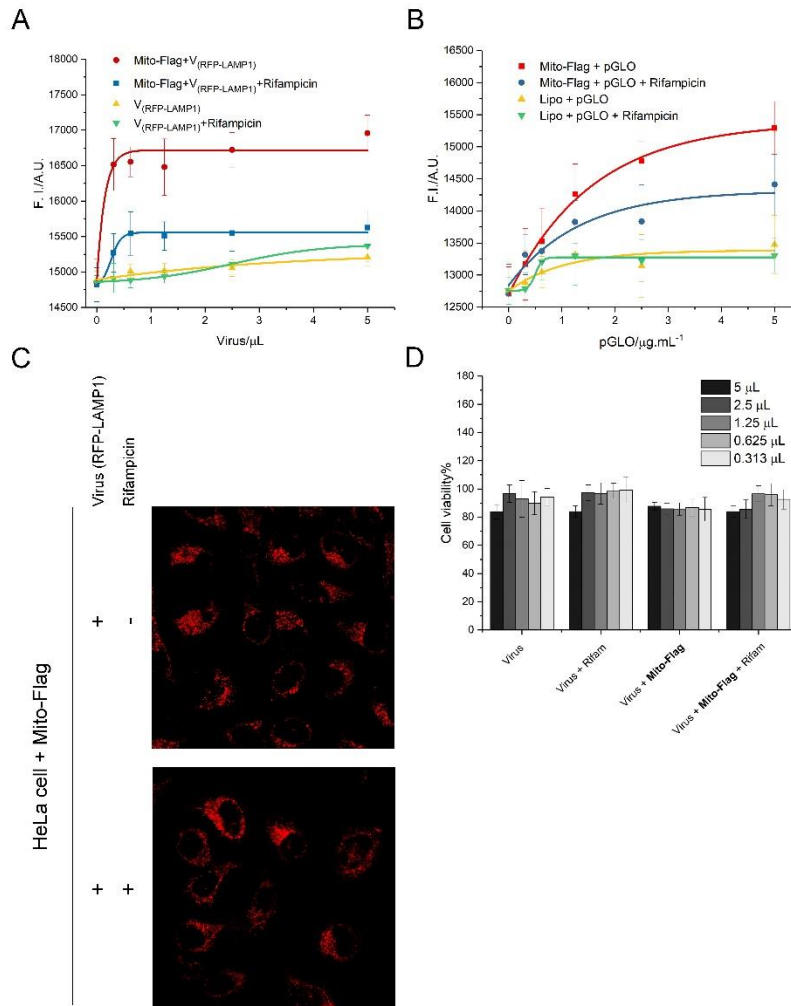 A
Mito-Flag+V(RFP-LAMP1)
Mito-Flag+V(RFP-LAMP1)+Rifampicin
V(RFP-LAMP1)
V(RFP-LAMP1)+Rifampicin
F. I./A.U.
18000
17500
17000
16500
16000
15500
15000
14500
0 1 2 3 4 5
Virus/µL
B
Mito-Flag + pGLO
Mito-Flag + pGLO + Rifampicin
Lipo + pGLO
Lipo + pGLO + Rifampicin
F. I./A.U.
16500
16000
15500
15000
14500
14000
13500
13000
12500
0 1 2 3 4 5
pGLO/µg.mL-1
C
Virus (RFP-LAMP1)
Rifampicin
HeLa cell + Mito-Flag
+ -
+ +
D
5 µL
2.5 µL
1.25 µL
0.625 µL
0.313 µL
Cell viability%
180
160
140
120
100
80
60
40
20
0
Virus
Virus + Rifam
Virus + Mito-Flag
Virus + Mito-Flag + Rifam